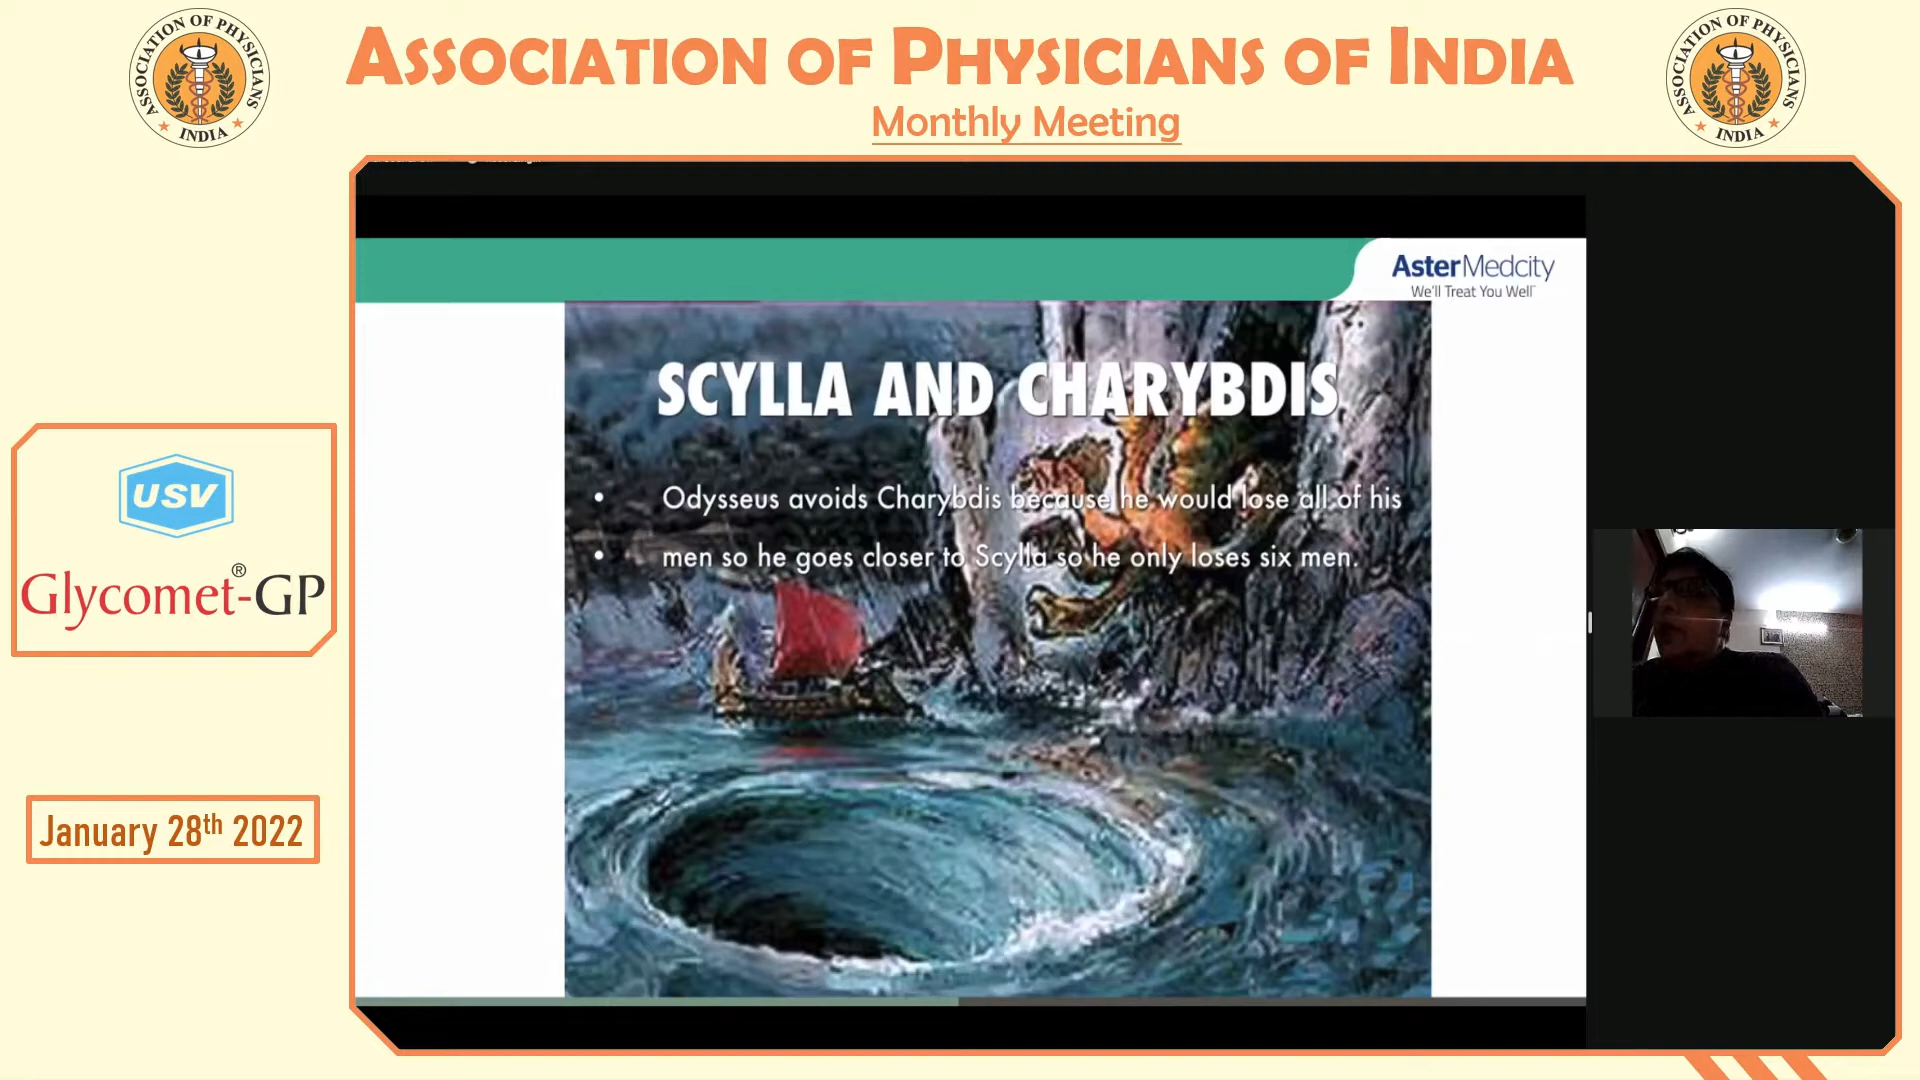 ASSOCIATION OF PHYSICIANS
INDIA
ASSOCIATION OF PHYSICIANS OF INDIA
Monthly Meeting
ASSOCIATION OF PHYSICIANS
INDIA
AsterMedcity
We'll Treat You Well
SCYLLA AND CHARYBDIS
• Odysseus avoids Charybdis because he would lose all of his
• men so he goes closer to Scylla so he only loses six men.
USV
Glycomet®-GP
January 28th 2022